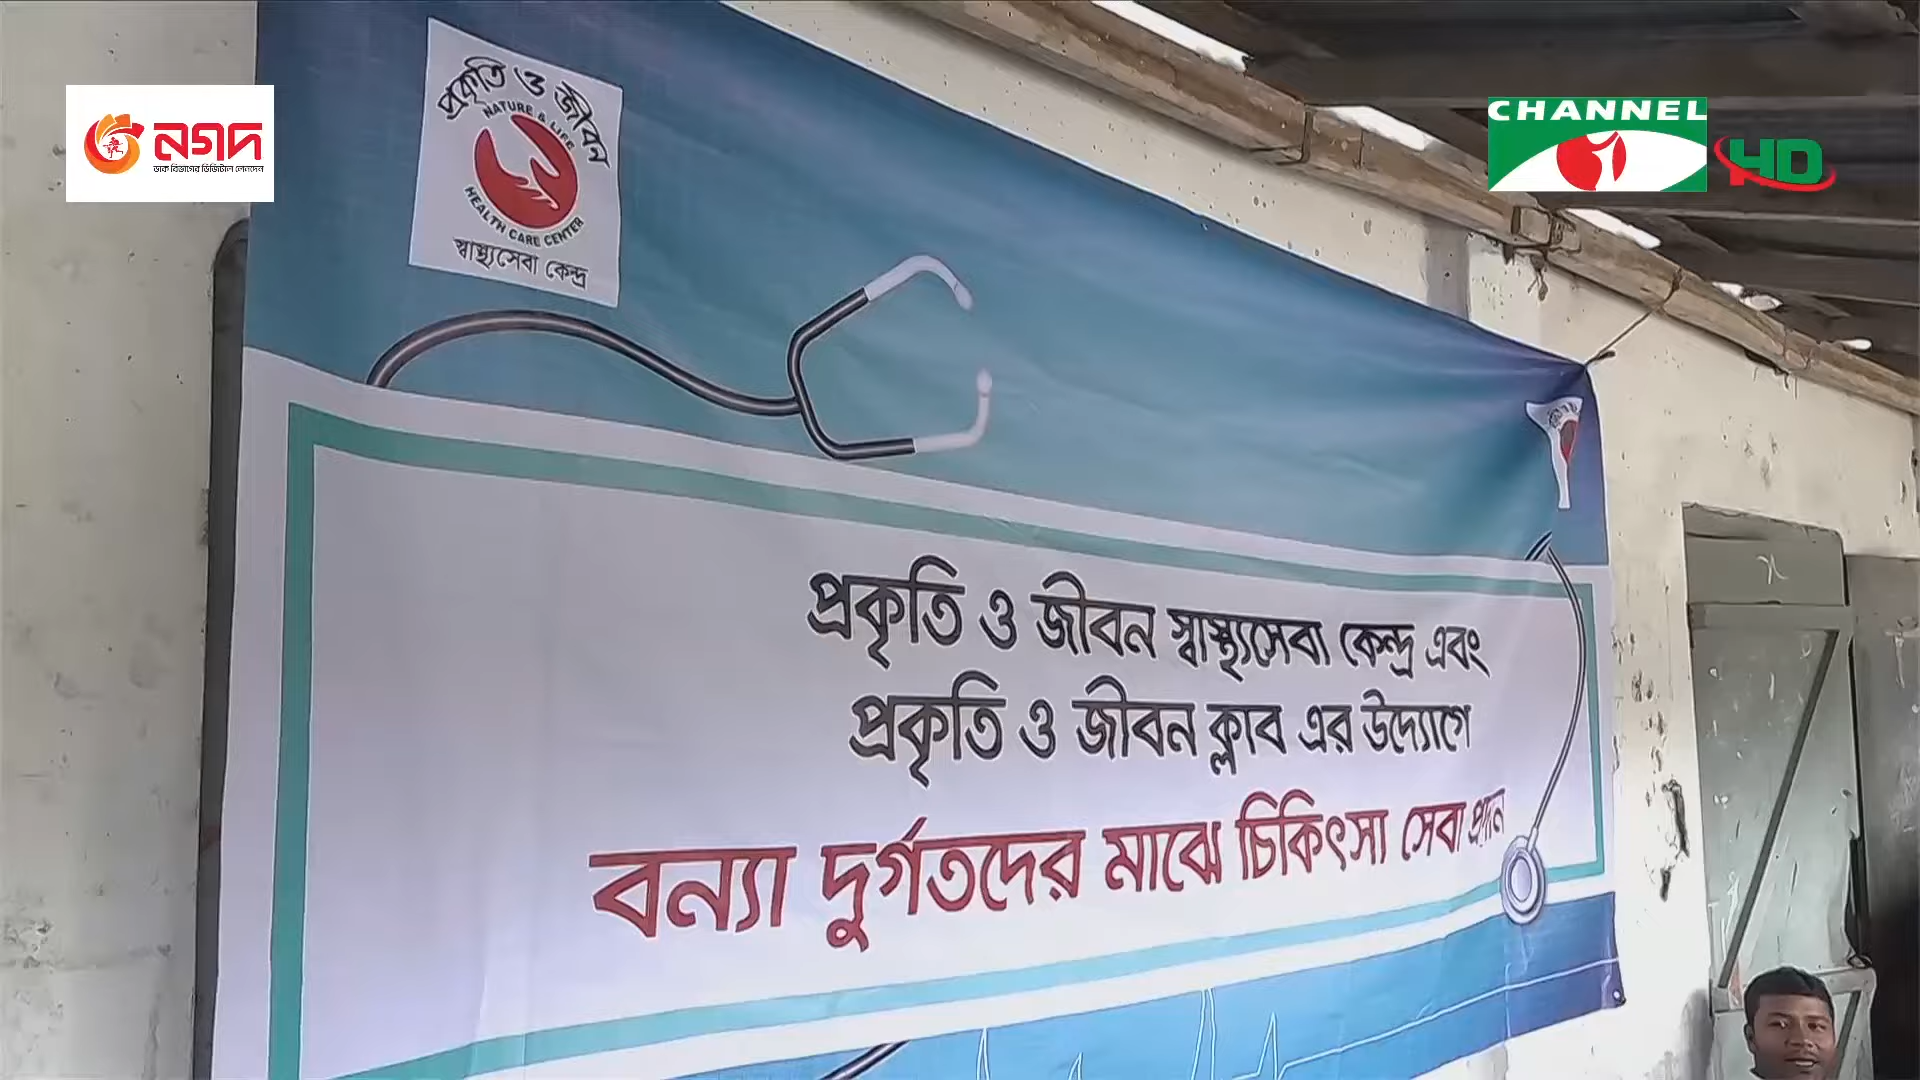 নগদ
ডাক বিভাগের ডিজিটাল লেনদেন
CHANNEL
HD
প্রকৃতি ও জীবন
NATURE & LIFE
HEALTH CARE CENTER
স্বাস্থ্যসেবা কেন্দ্র
প্রকৃতি ও জীবন স্বাস্থ্যসেবা কেন্দ্র এবং
প্রকৃতি ও জীবন ক্লাব এর উদ্যোগে
বন্যা দুর্গতদের মাঝে চিকিৎসা সেবা প্রদান